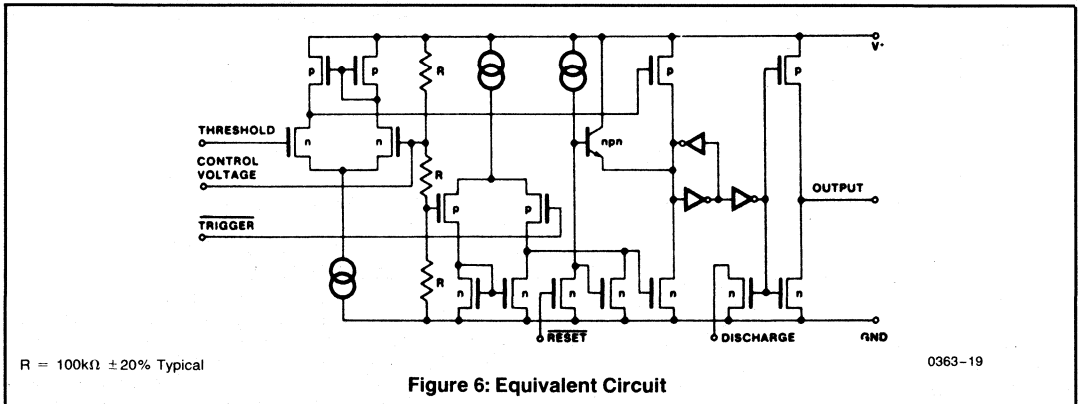 V+
p
p
R
p
p
THRESHOLD
n
n
npn
CONTROL
VOLTAGE
R
OUTPUT
TRIGGER
p
p
R
n
n
n
n
n
n
n
RESET
DISCHARGE
GND
R = 100kΩ ±20% Typical
0363–19
Figure 6: Equivalent Circuit